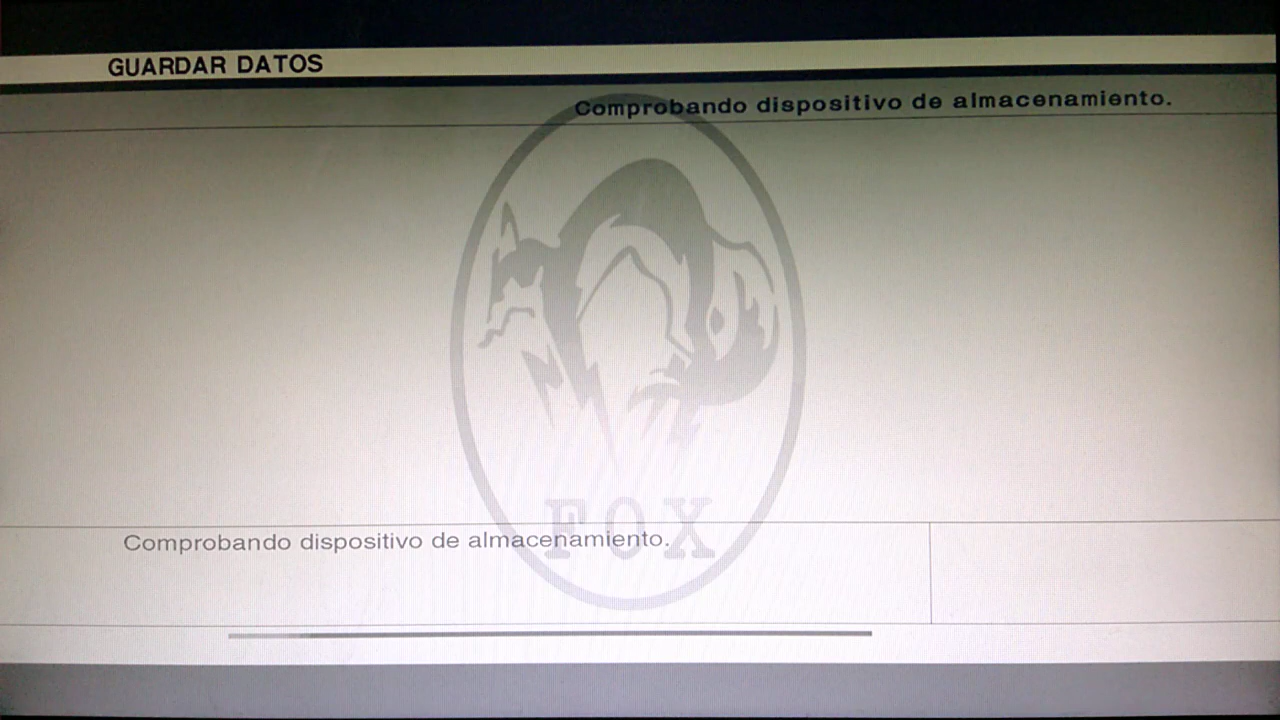 GUARDAR DATOS
Comprobando dispositivo de almacenamiento.
FOX
Comprobando dispositivo de almacenamiento.